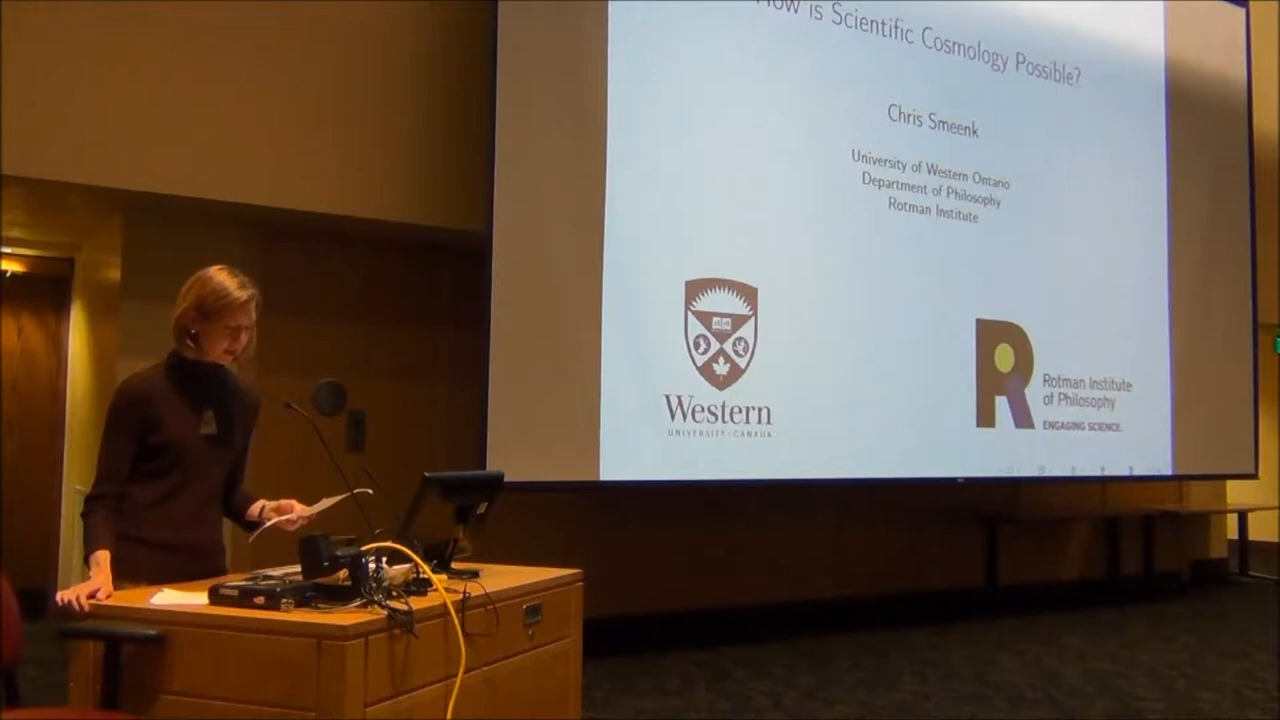 How is Scientific Cosmology Possible?
Chris Smeenk
University of Western Ontario
Department of Philosophy
Rotman Institute
Western
UNIVERSITY · CANADA
Rotman Institute
of Philosophy
ENGAGING SCIENCE.